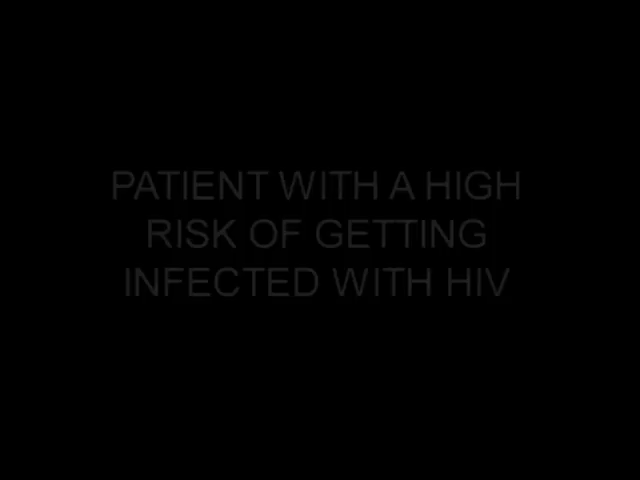 PATIENT WITH A HIGH
RISK OF GETTING
INFECTED WITH HIV